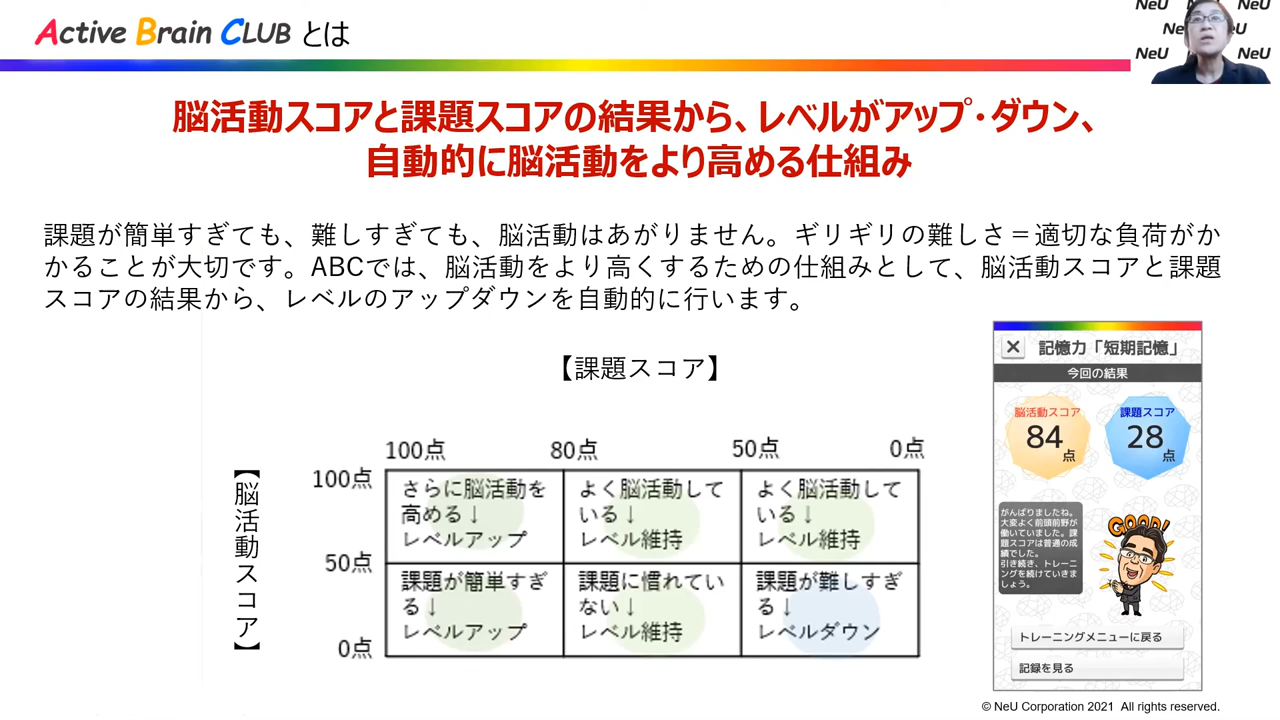 Active Brain CLUB とは
NeU NeU NeU
NeU NeU
NeU NeU
脳活動スコアと課題スコアの結果から、レベルがアップ・ダウン、
自動的に脳活動をより高める仕組み
課題が簡単すぎても、難しすぎても、脳活動はあがりません。ギリギリの難しさ＝適切な負荷がか
かることが大切です。ABCでは、脳活動をより高くするための仕組みとして、脳活動スコアと課題
スコアの結果から、レベルのアップダウンを自動的に行います。
【課題スコア】
100点 80点 50点 0点
【脳活動スコア】
100点
50点
0点
さらに脳活動を
高める↓
レベルアップ
よく脳活動して
いる↓
レベル維持
よく脳活動して
いる↓
レベル維持
課題が簡単すぎ
る↓
レベルアップ
課題に慣れてい
ない↓
レベル維持
課題が難しすぎ
る↓
レベルダウン
× 記憶力「短期記憶」
今回の結果
脳活動スコア
84点
課題スコア
28点
がんばりましたね。
大変よく前頭前野が
働いていました。課
題スコアは普通の成
績でした。
引き続き、トレーニ
ングを続けていきま
しょう。
GOOD!
トレーニングメニューに戻る
記録を見る
© NeU Corporation 2021 All rights reserved.